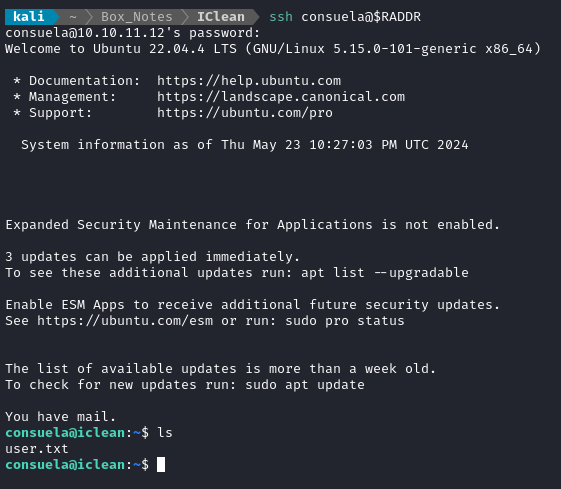 kali ~ Box_Notes IClean ssh consuela@$RADDR
consuela@10.10.11.12's password:
Welcome to Ubuntu 22.04.4 LTS (GNU/Linux 5.15.0-101-generic x86_64)
* Documentation: https://help.ubuntu.com
* Management: https://landscape.canonical.com
* Support: https://ubuntu.com/pro
System information as of Thu May 23 10:27:03 PM UTC 2024
Expanded Security Maintenance for Applications is not enabled.
3 updates can be applied immediately.
To see these additional updates run: apt list --upgradable
Enable ESM Apps to receive additional future security updates.
See https://ubuntu.com/esm or run: sudo pro status
The list of available updates is more than a week old.
To check for new updates run: sudo apt update
You have mail.
consuela@iclean:~$ ls
user.txt
consuela@iclean:~$